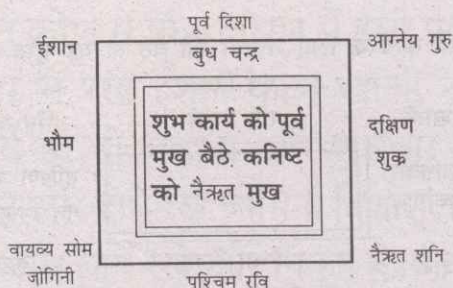 पूर्व दिशा
ईशान
बुध चन्द्र
आग्नेय गुरु
शुभ कार्य को पूर्व
मुख बैठे. कनिष्ट
को नैऋत मुख
भौम
दक्षिण
शुक
वायव्य सोम
जोगिनी
नैऋत शनि
पश्चिम रवि